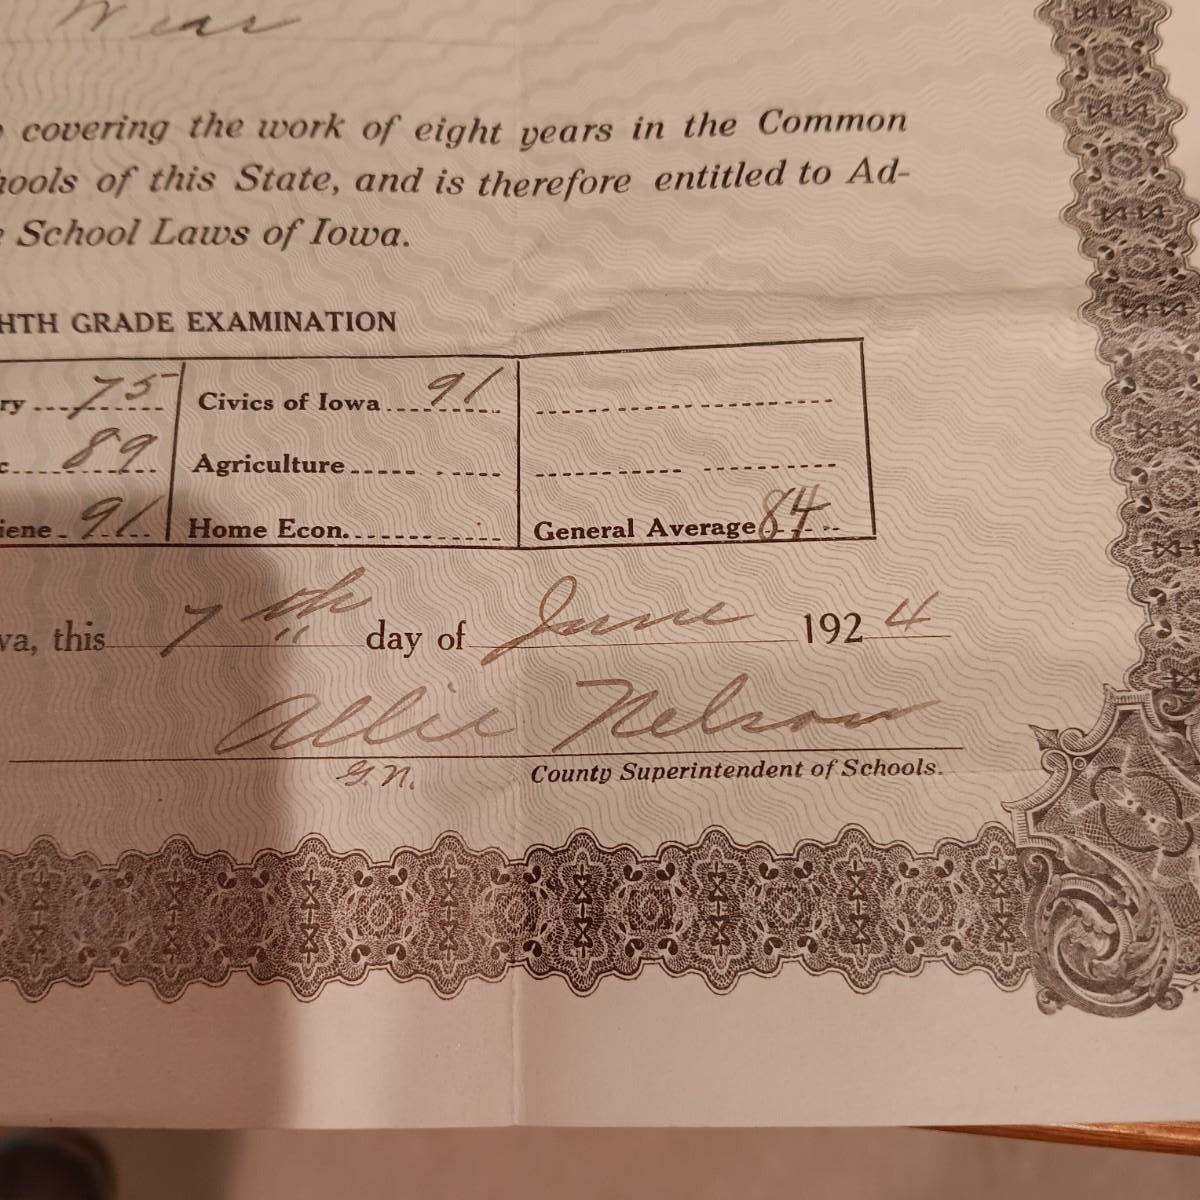 Wear
covering the work of eight years in the Common
hools of this State, and is therefore entitled to Ad-
e School Laws of Iowa.
HTH GRADE EXAMINATION
ry 75 Civics of Iowa 91
c 89 Agriculture
iene 91 Home Econ. General Average 84
wa, this 7th day of June 1924
Allie Nelson
G.N. County Superintendent of Schools.